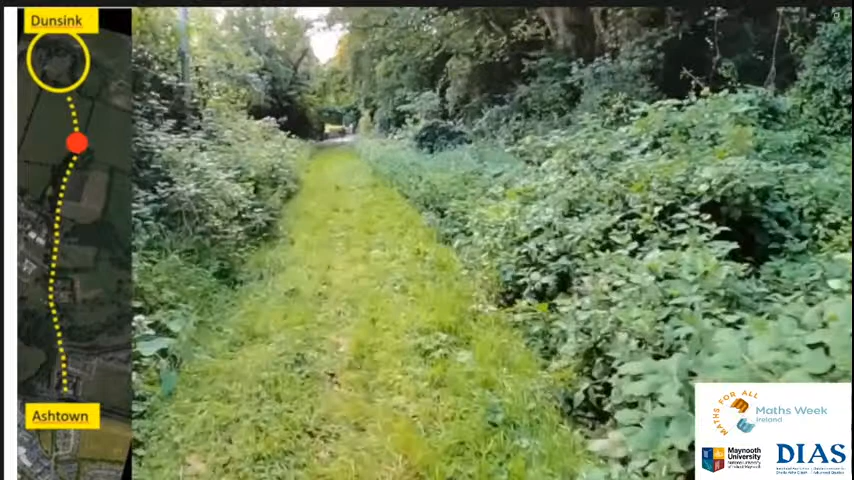 Dunsink
Ashtown
MATHS FOR ALL
Maths Week
Ireland
Maynooth
University
DIAS